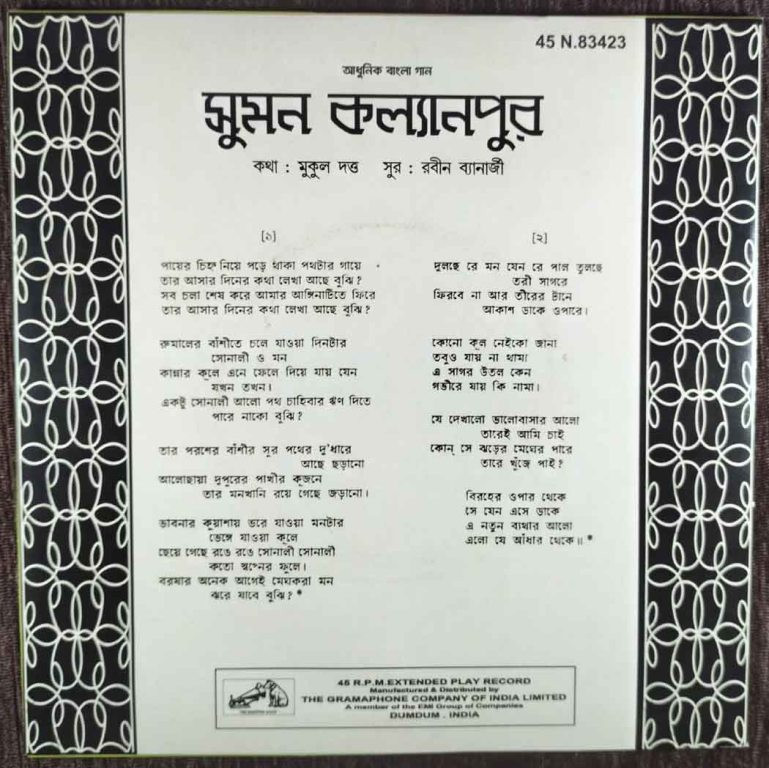 45 N.83423
আধুনিক বাংলা গান
সুমন কল্যানপুর
কথা : মুকুল দত্ত সুর : রবীন ব্যানার্জী
[১]
পায়ের চিহ্ন নিয়ে পড়ে থাকা পথটার গায়ে
তার আসার দিনের কথা লেখা আছে বুঝি?
সব চলা শেষ করে আমার আঙ্গিনাটিতে ফিরে
তার আসার দিনের কথা লেখা আছে বুঝি?
রুমালের বাঁশীতে চলে যাওয়া দিনটার
সোনালী ও মন
কান্নার কূলে এনে ফেলে দিয়ে যায় যেন
যখন তখন।
একটু সোনালী আলো পথ চাহিবার ঋণ দিতে
পারে নাকো বুঝি?
তার পরশের বাঁশীর সুর পথের দু'ধারে
আছে ছড়ানো
আলোছায়া দুপুরের পাখীর কূজনে
তার মনখানি রয়ে গেছে জড়ানো।
ভাবনার কুয়াশায় ভরে যাওয়া মনটার
ভেঙ্গে যাওয়া কূলে
ছেয়ে গেছে রঙে রঙে সোনালী সোনালী
কতো স্বপ্নের ফুলে।
বরষার অনেক আগেই মেঘকরা মন
ঝরে যাবে বুঝি? *
[২]
দুলছে রে মন যেন রে পাল তুলছে
তরী সাগরে
ফিরবে না আর তীরের টানে
আকাশ ডাকে ওপারে।
কোনো কূল নেইকো জানা
তবুও যায় না থামা
এ সাগর উতল কেন
গভীরে যায় কি নামা।
যে দেখালো ভালোবাসার আলো
তারেই আমি চাই
কোন্ সে ঝড়ের মেঘের পারে
তারে খুঁজে পাই?
বিরহের ওপার থেকে
সে যেন এসে ডাকে
এ নতুন ব্যথার আলো
এলো যে আঁধার থেকে॥ *
45 R.P.M.EXTENDED PLAY RECORD
Manufactured & Distributed by
THE GRAMAPHONE COMPANY OF INDIA LIMITED
A member of the EMI Group of Companies
DUMDUM . INDIA